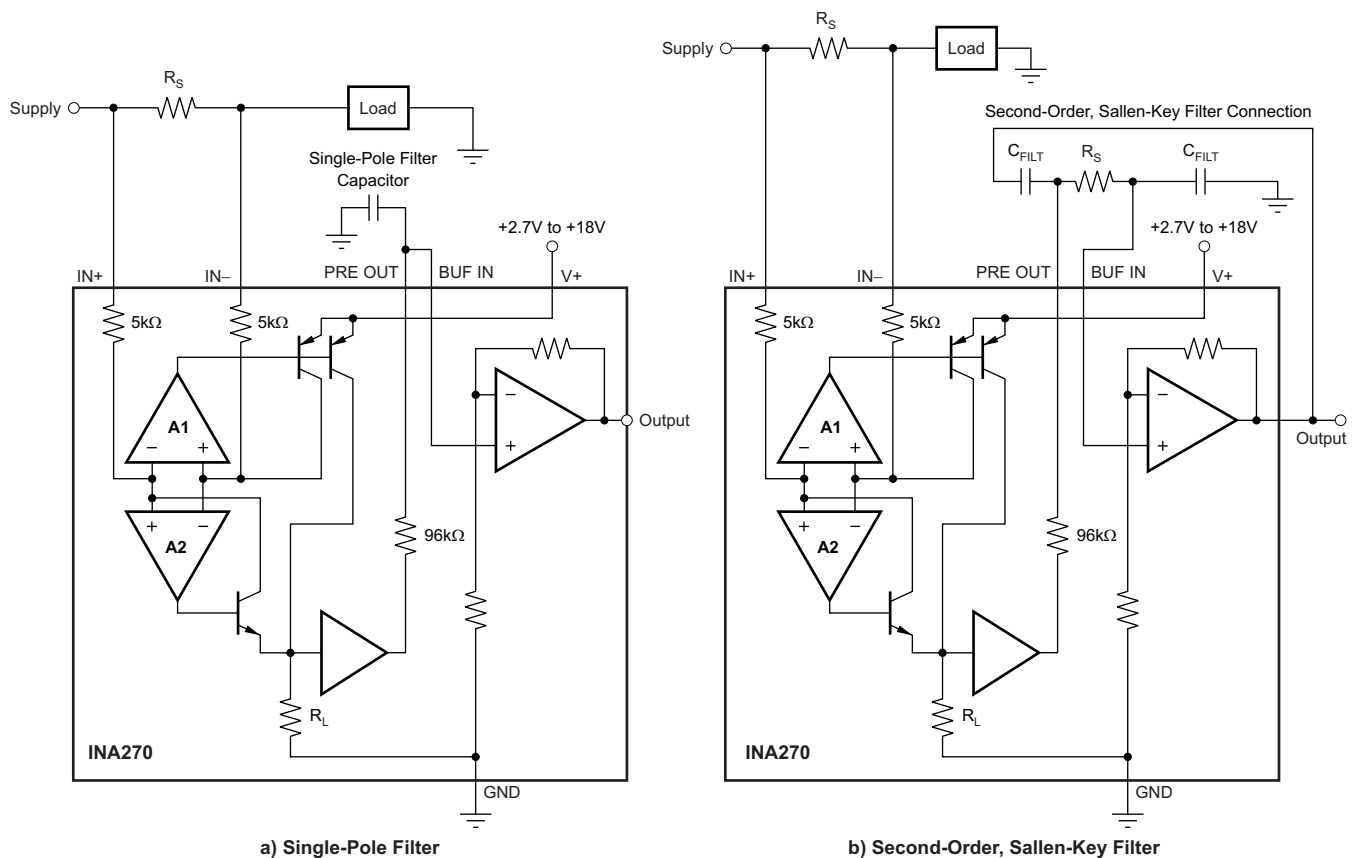 R_S
Supply
Load
Single-Pole Filter
Capacitor
+2.7V to +18V
IN+
IN−
PRE OUT
BUF IN
V+
5kΩ
5kΩ
A1
−
+
−
+
Output
+
−
A2
96kΩ
R_L
INA270
GND
a) Single-Pole Filter
R_S
Supply
Load
Second-Order, Sallen-Key Filter Connection
C_FILT
R_S
C_FILT
+2.7V to +18V
IN+
IN−
PRE OUT
BUF IN
V+
5kΩ
5kΩ
A1
−
+
−
+
Output
+
−
A2
96kΩ
R_L
INA270
GND
b) Second-Order, Sallen-Key Filter